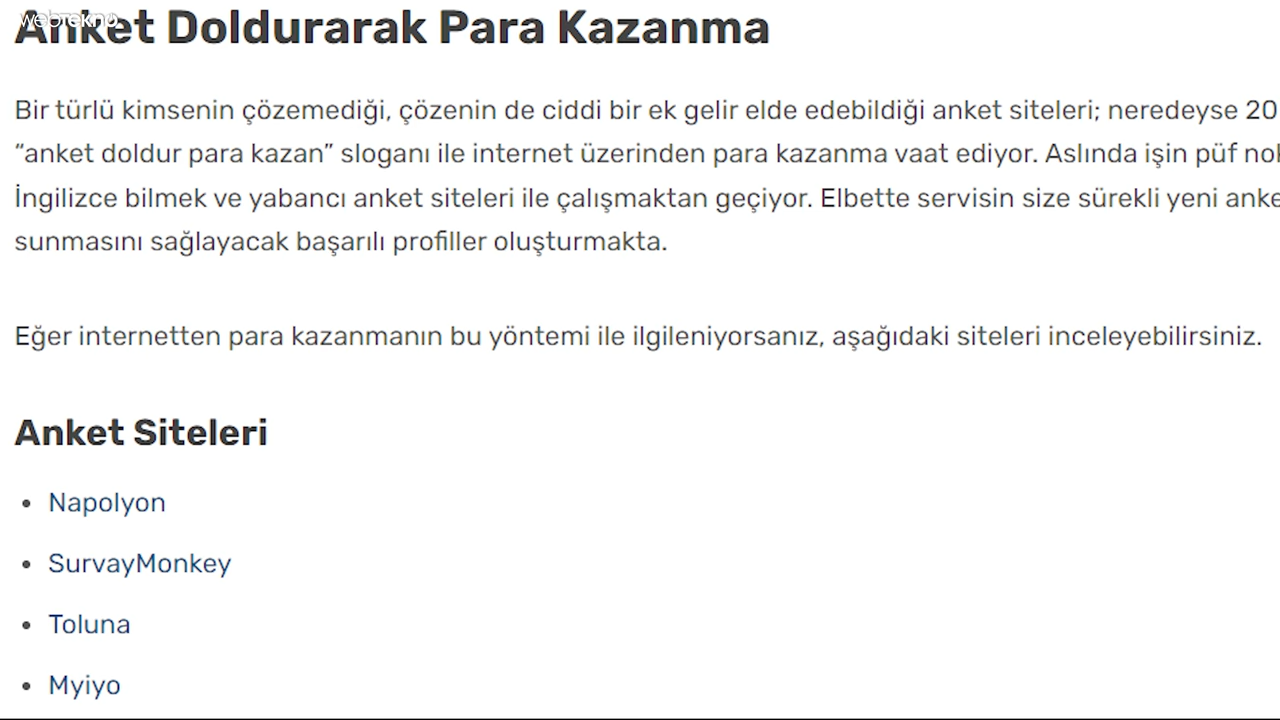 webtekno
Anket Doldurarak Para Kazanma
Bir türlü kimsenin çözemediği, çözenin de ciddi bir ek gelir elde edebildiği anket siteleri; neredeyse 20
“anket doldur para kazan” sloganı ile internet üzerinden para kazanma vaat ediyor. Aslında işin püf
İngilizce bilmek ve yabancı anket siteleri ile çalışmaktan geçiyor. Elbette servisin size sürekli yeni
sunmasını sağlayacak başarılı profiller oluşturmakta.
Eğer internetten para kazanmanın bu yöntemi ile ilgileniyorsanız, aşağıdaki siteleri inceleyebilirsiniz.
Anket Siteleri
• Napolyon
• SurvayMonkey
• Toluna
• Myiyo